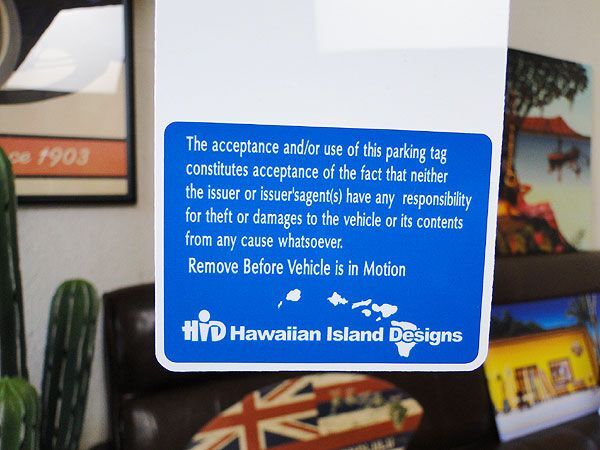 ce 1903
The acceptance and/or use of this parking tag
constitutes acceptance of the fact that neither
the issuer or issuer'sagent(s) have any responsibility
for theft or damages to the vehicle or its contents
from any cause whatsoever.
Remove Before Vehicle is in Motion
HID Hawaiian Island Designs